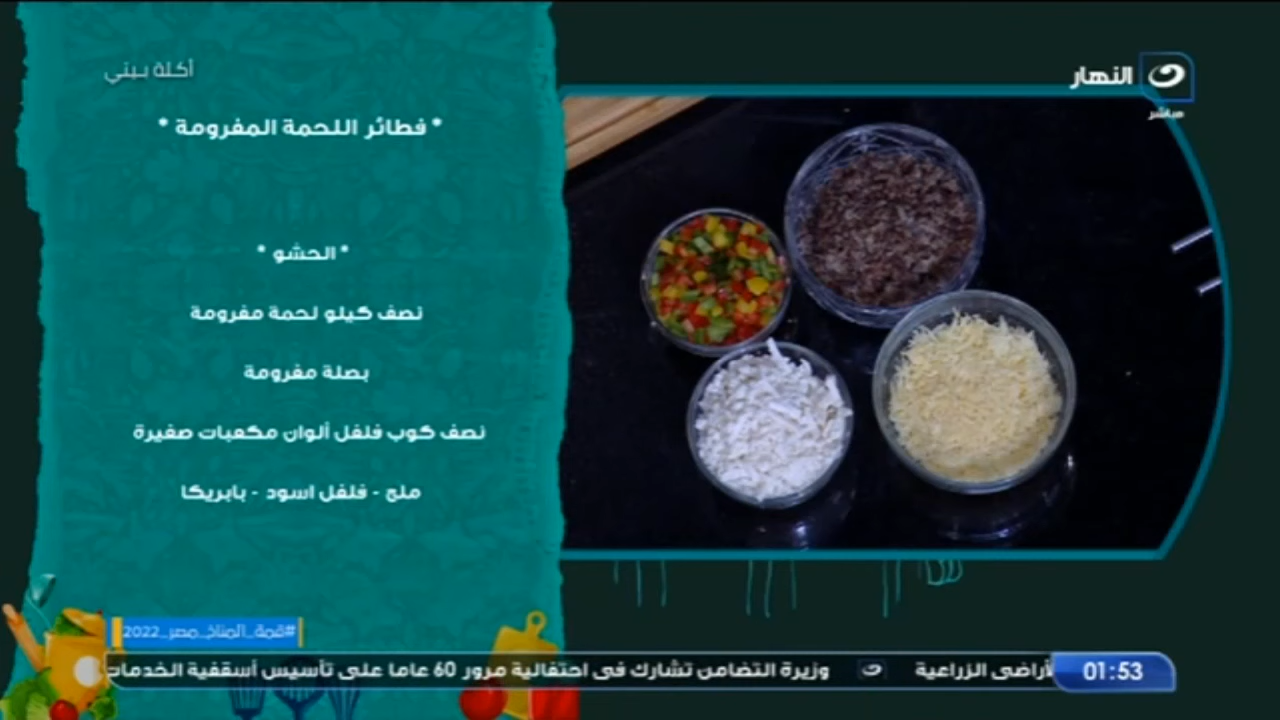 أكلة بيتي
النهار
مباشر
* فطائر اللحمة المفرومة *
* الحشو *
نصف كيلو لحمة مفرومة
بصلة مفرومة
نصف كوب فلفل ألوان مكعبات صغيرة
ملح - فلفل اسود - بابريكا
#قمة_المناخ_مصر_2022
01:53 لأراضى الزراعية وزيرة التضامن تشارك فى احتفالية مرور 60 عاما على تأسيس أسقفية الخدمات